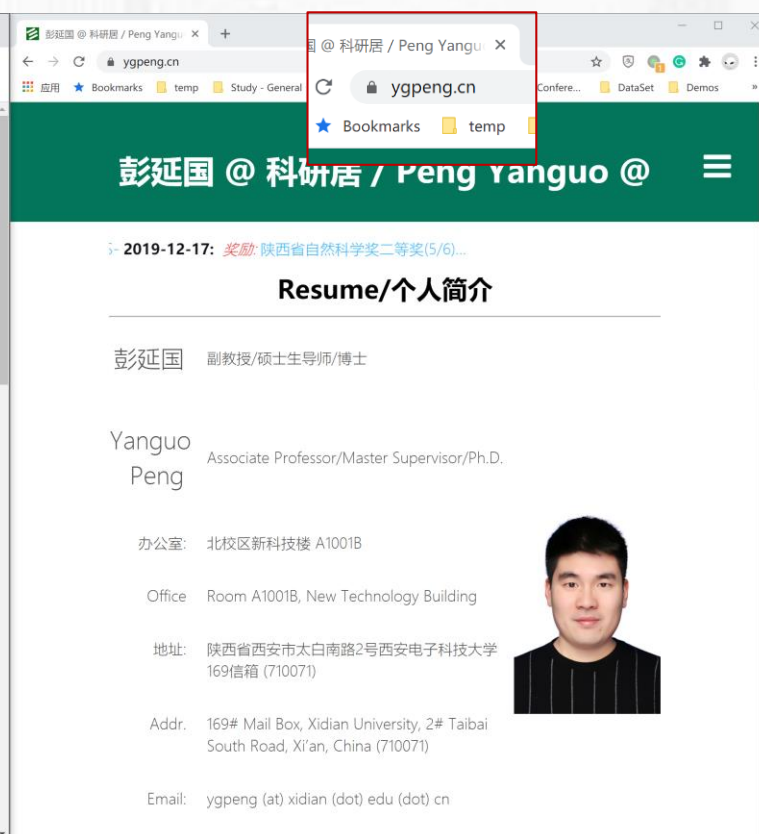 彭延国 @ 科研居 / Peng Yangu
ygpeng.cn
应用 Bookmarks temp Study - General Confere... DataSet Demos »
国 @ 科研居 / Peng Yangu
ygpeng.cn
Bookmarks temp
彭延国 @ 科研居 / Peng Yanguo @
5- 2019-12-17: 奖励: 陕西省自然科学奖二等奖(5/6)...
Resume/个人简介
彭延国 副教授/硕士生导师/博士
Yanguo
Peng
Associate Professor/Master Supervisor/Ph.D.
办公室: 北校区新科技楼 A1001B
Office Room A1001B, New Technology Building
地址: 陕西省西安市太白南路2号西安电子科技大学
169信箱 (710071)
Addr. 169# Mail Box, Xidian University, 2# Taibai
South Road, Xi'an, China (710071)
Email: ygpeng (at) xidian (dot) edu (dot) cn